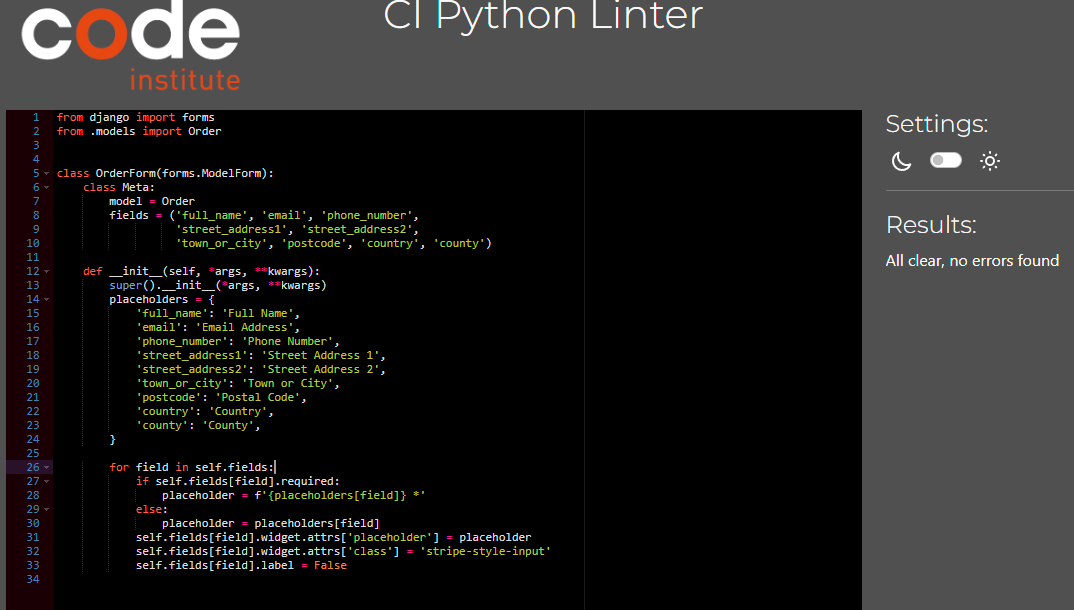 code
institute
CI Python Linter
1 from django import forms
2 from .models import Order
3
4
5 class OrderForm(forms.ModelForm):
6     class Meta:
7         model = Order
8         fields = ('full_name', 'email', 'phone_number',
9                   'street_address1', 'street_address2',
10                   'town_or_city', 'postcode', 'country', 'county')
11
12     def __init__(self, *args, **kwargs):
13         super().__init__(*args, **kwargs)
14         placeholders = {
15             'full_name': 'Full Name',
16             'email': 'Email Address',
17             'phone_number': 'Phone Number',
18             'street_address1': 'Street Address 1',
19             'street_address2': 'Street Address 2',
20             'town_or_city': 'Town or City',
21             'postcode': 'Postal Code',
22             'country': 'Country',
23             'county': 'County',
24         }
25
26         for field in self.fields:
27             if self.fields[field].required:
28                 placeholder = f'{placeholders[field]} *'
29             else:
30                 placeholder = placeholders[field]
31             self.fields[field].widget.attrs['placeholder'] = placeholder
32             self.fields[field].widget.attrs['class'] = 'stripe-style-input'
33             self.fields[field].label = False
34
Settings:
Results:
All clear, no errors found